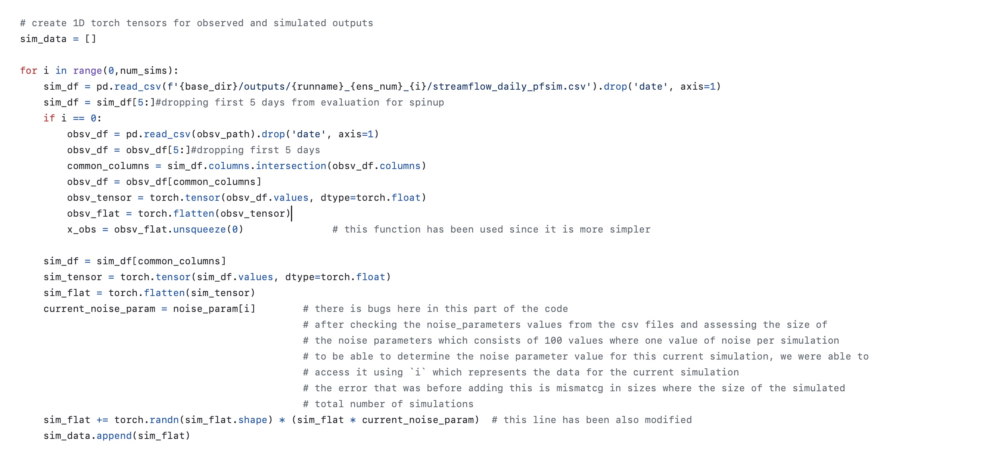 # create 1D torch tensors for observed and simulated outputs
sim_data = []
for i in range(0,num_sims):
    sim_df = pd.read_csv(f'{base_dir}/outputs/{runname}_{ens_num}_{i}/streamflow_daily_pfsim.csv').drop('date', axis=1)
    sim_df = sim_df[5:]#dropping first 5 days from evaluation for spinup
    if i == 0:
        obsv_df = pd.read_csv(obsv_path).drop('date', axis=1)
        obsv_df = obsv_df[5:]#dropping first 5 days
        common_columns = sim_df.columns.intersection(obsv_df.columns)
        obsv_df = obsv_df[common_columns]
        obsv_tensor = torch.tensor(obsv_df.values, dtype=torch.float)
        obsv_flat = torch.flatten(obsv_tensor)
        x_obs = obsv_flat.unsqueeze(0)               # this function has been used since it is more simpler
    sim_df = sim_df[common_columns]
    sim_tensor = torch.tensor(sim_df.values, dtype=torch.float)
    sim_flat = torch.flatten(sim_tensor)
    current_noise_param = noise_param[i]        # there is bugs here in this part of the code
                                                # after checking the noise_parameters values from the csv files and assessing the size of
                                                # the noise parameters which consists of 100 values where one value of noise per simulation
                                                # to be able to determine the noise parameter value for this current simulation, we were able to
                                                # access it using `i` which represents the data for the current simulation
                                                # the error that was before adding this is mismatcg in sizes where the size of the simulated
                                                # total number of simulations
    sim_flat += torch.randn(sim_flat.shape) * (sim_flat * current_noise_param)  # this line has been also modified
    sim_data.append(sim_flat)